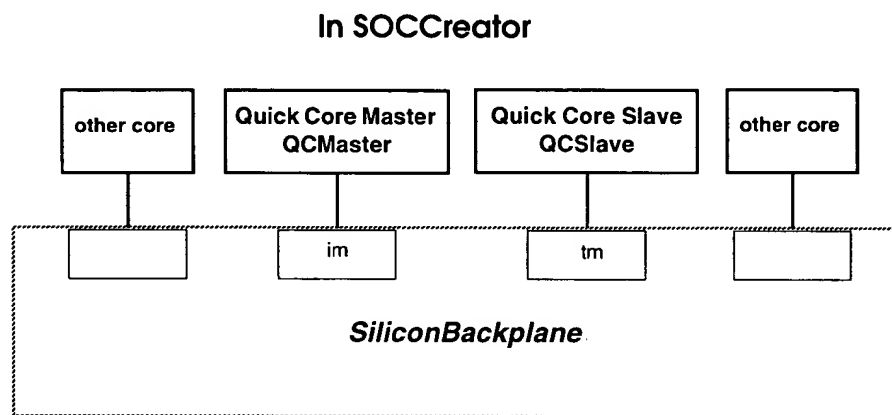 In SOCCreator
other core
Quick Core Master
QCMaster
Quick Core Slave
QCSlave
other core
im
tm
SiliconBackplane